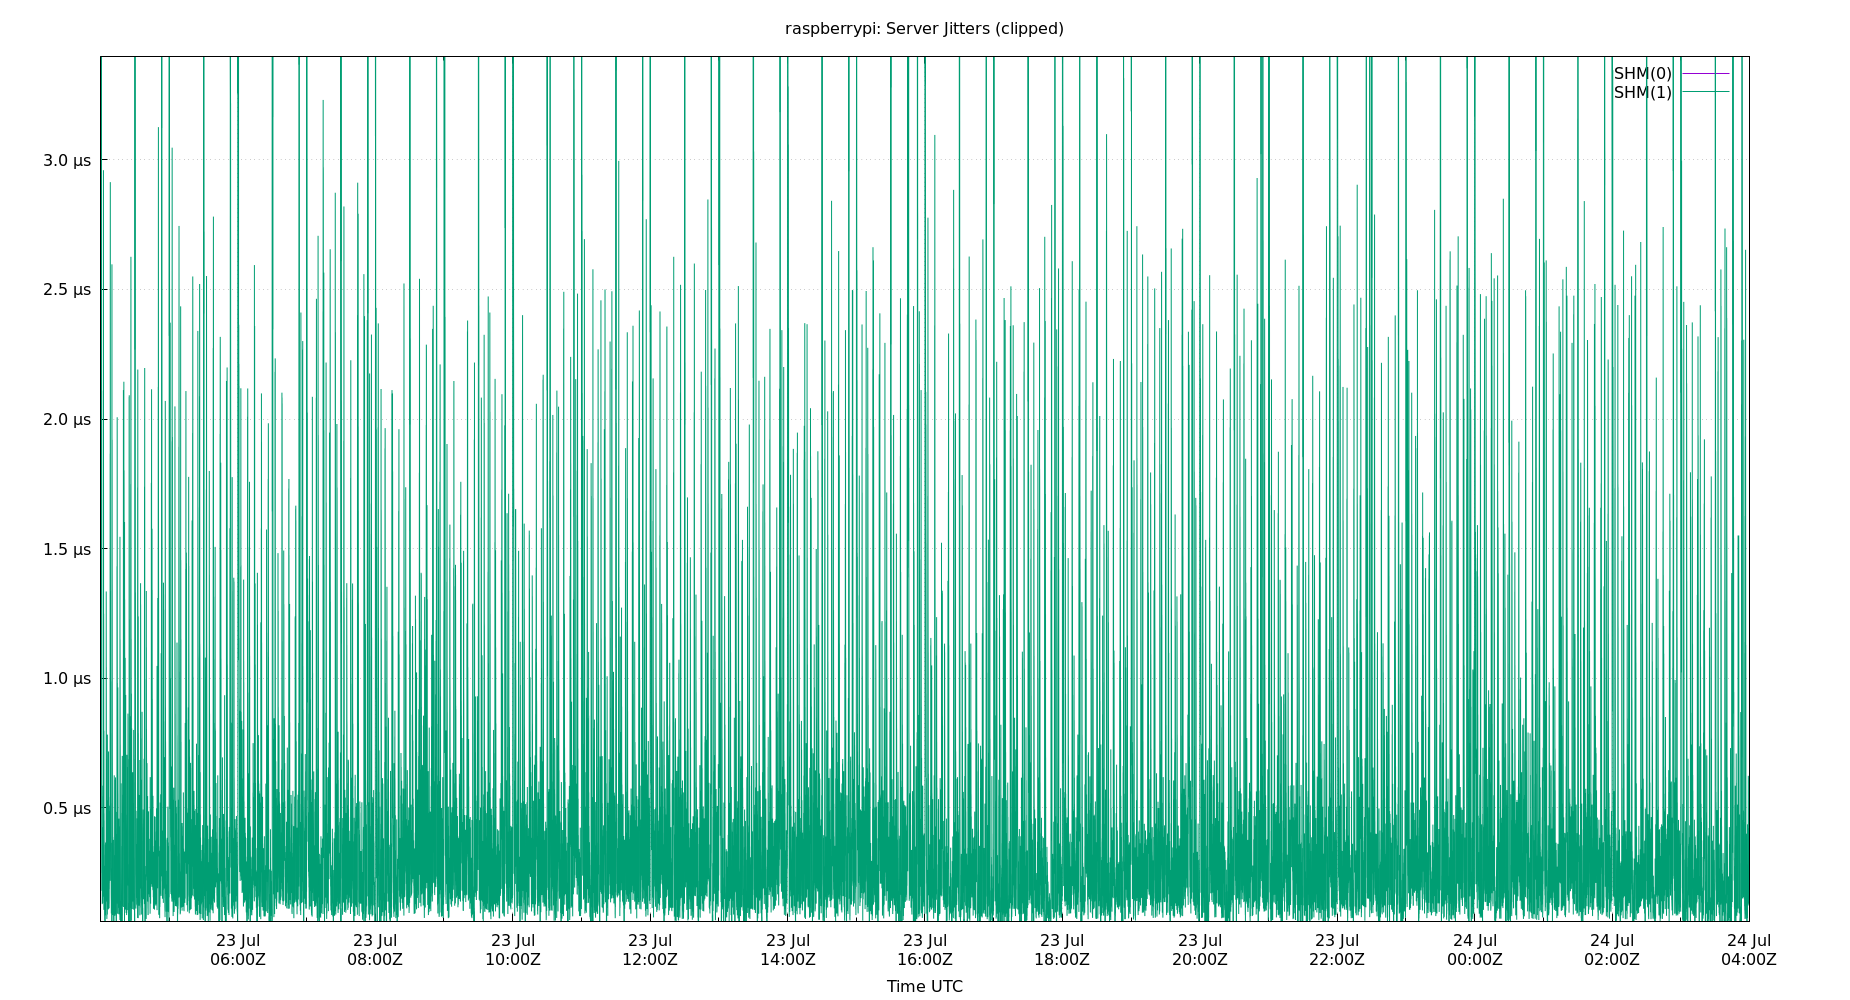 raspberrypi: Server Jitters (clipped)
SHM(0)
SHM(1)
3.0 µs
2.5 µs
2.0 µs
1.5 µs
1.0 µs
0.5 µs
23 Jul 23 Jul 23 Jul 23 Jul 23 Jul 23 Jul 23 Jul 23 Jul 23 Jul 24 Jul 24 Jul 24 Jul
06:00Z 08:00Z 10:00Z 12:00Z 14:00Z 16:00Z 18:00Z 20:00Z 22:00Z 00:00Z 02:00Z 04:00Z
Time UTC